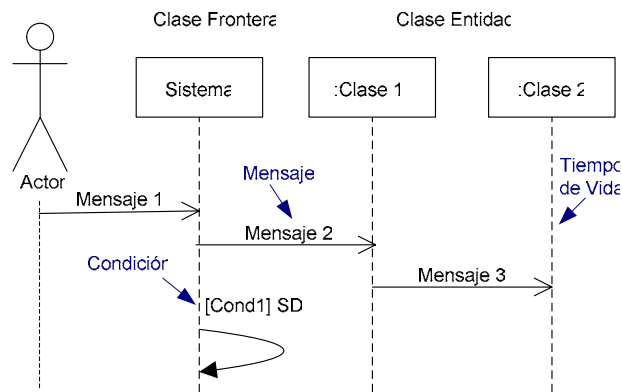 Clase Frontera
Clase Entidad
Sistema
:Clase 1
:Clase 2
Actor
Mensaje 1
Mensaje
Mensaje 2
Tiempo
de Vida
Mensaje 3
Condición
[Cond1] SD